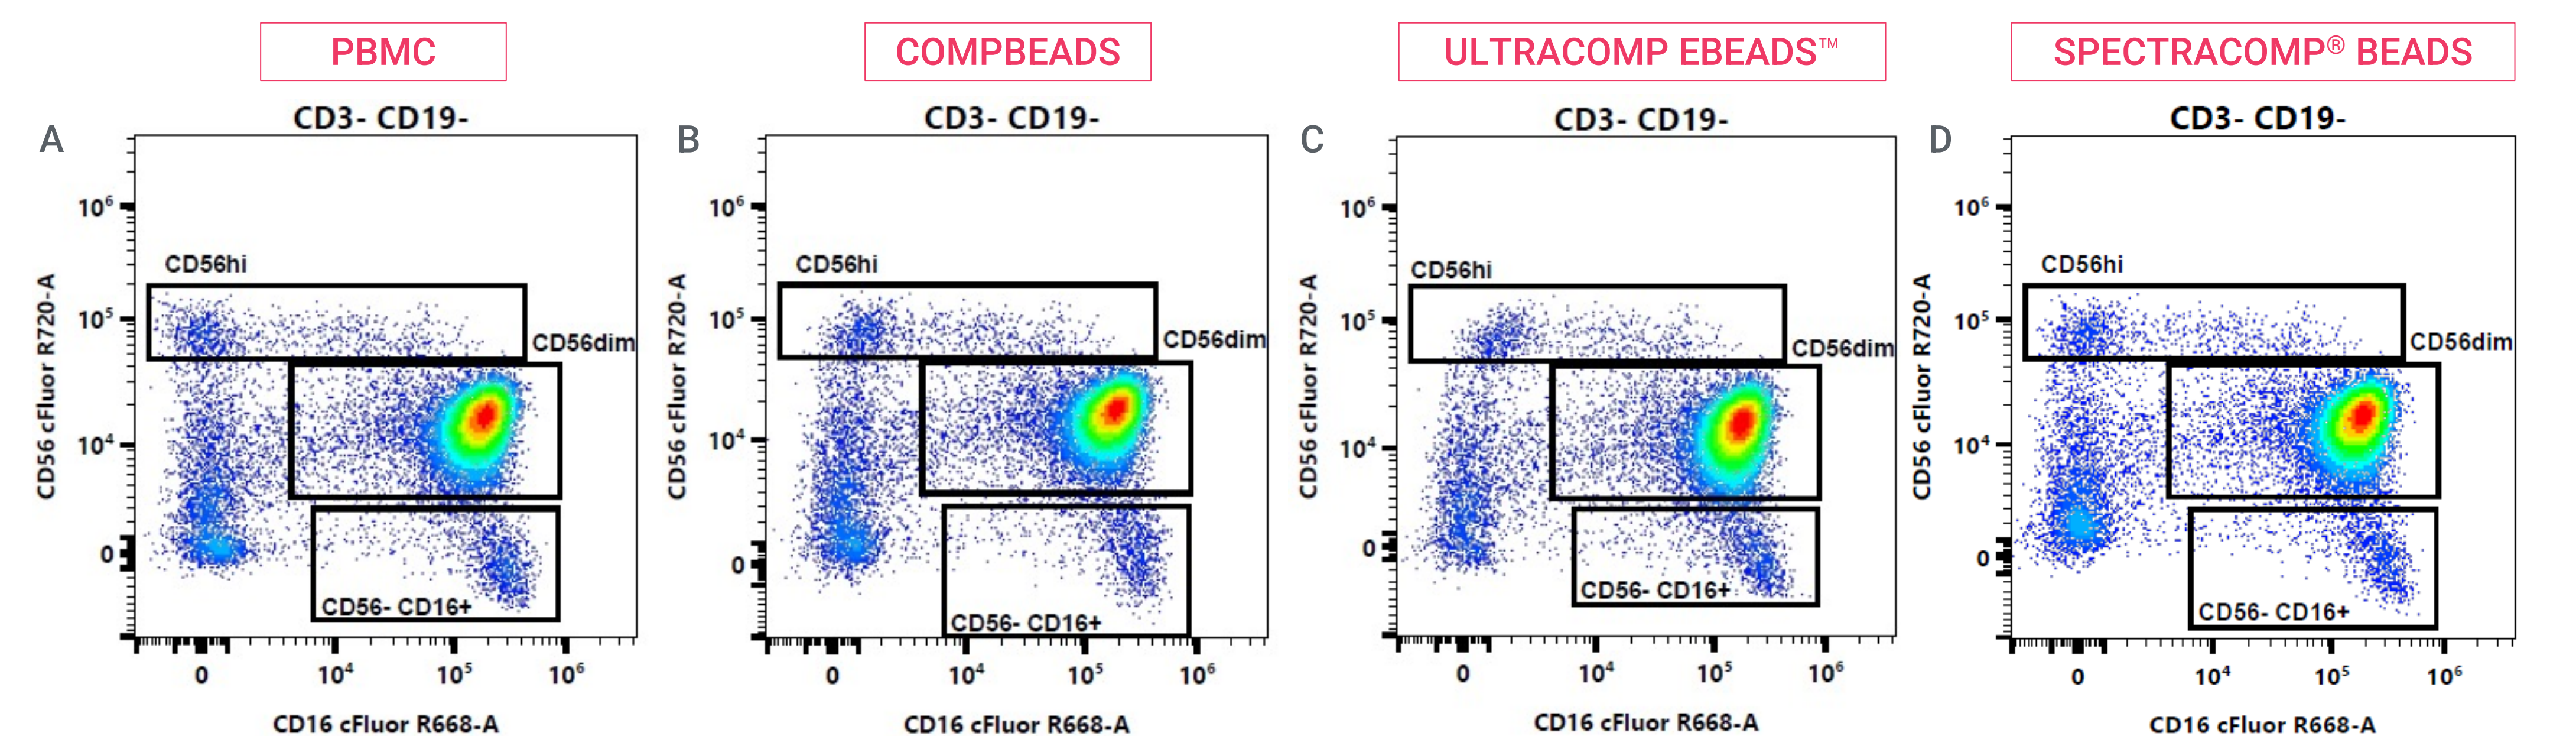 PBMC
COMPBEADS
ULTRACOMP EBEADS™
SPECTRACOMP® BEADS
A
CD3- CD19-
CD56 cFluor R720-A
10⁶
10⁵
10⁴
0
CD56hi
CD56dim
CD56- CD16+
0
10⁴
10⁵
10⁶
CD16 cFluor R668-A
B
CD3- CD19-
CD56 cFluor R720-A
10⁶
10⁵
10⁴
0
CD56hi
CD56dim
CD56- CD16+
0
10⁴
10⁵
10⁶
CD16 cFluor R668-A
C
CD3- CD19-
CD56 cFluor R720-A
10⁶
10⁵
10⁴
0
CD56hi
CD56dim
CD56- CD16+
0
10⁴
10⁵
10⁶
CD16 cFluor R668-A
D
CD3- CD19-
CD56 cFluor R720-A
10⁶
10⁵
10⁴
0
CD56hi
CD56dim
CD56- CD16+
0
10⁴
10⁵
10⁶
CD16 cFluor R668-A